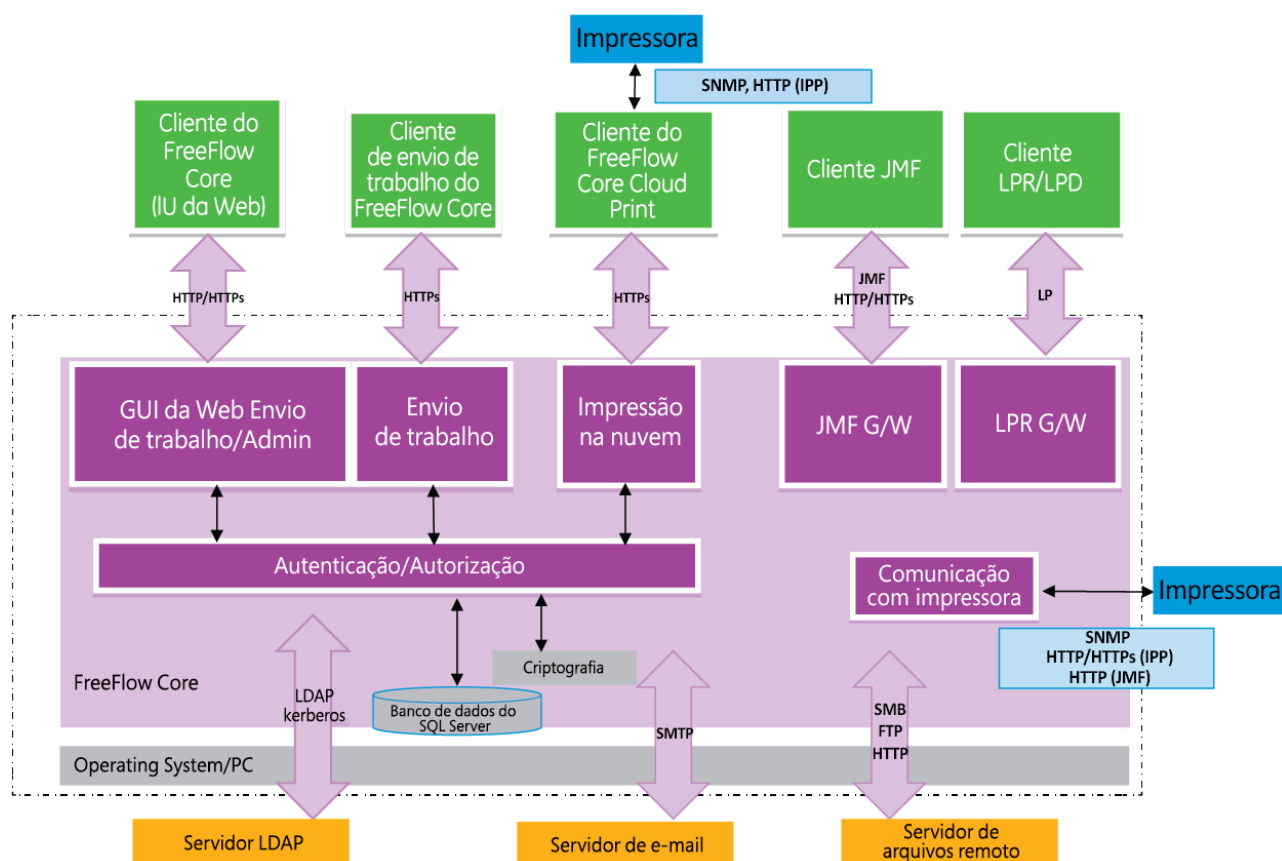 Impressora
SNMP, HTTP (IPP)
Cliente do
FreeFlow
Core
(IU da Web)
Cliente
de envio de
trabalho do
FreeFlow Core
Cliente do
FreeFlow
Core Cloud
Print
Cliente JMF
Cliente
LPR/LPD
HTTP/HTTPs
HTTPs
HTTPs
JMF
HTTP/HTTPs
LP
GUI da Web Envio
de trabalho/Admin
Envio
de trabalho
Impressão
na nuvem
JMF G/W
LPR G/W
Autenticação/Autorização
Comunicação
com impressora
Impressora
SNMP
HTTP/HTTPs (IPP)
HTTP (JMF)
Criptografia
FreeFlow Core
LDAP
kerberos
Banco de dados do
SQL Server
SMTP
SMB
FTP
HTTP
Operating System/PC
Servidor LDAP
Servidor de e-mail
Servidor de
arquivos remoto